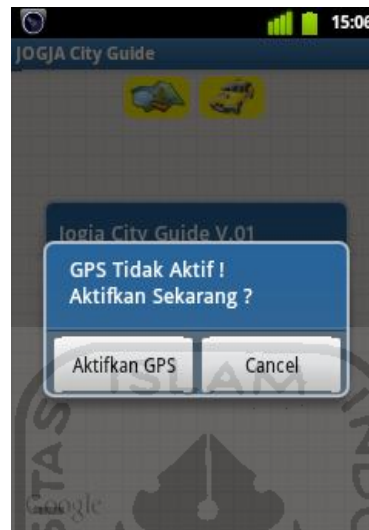 15:06
JOGJA City Guide
Jogja City Guide V.01
GPS Tidak Aktif !
Aktifkan Sekarang ?
Aktifkan GPS
Cancel
ISLAM
Google